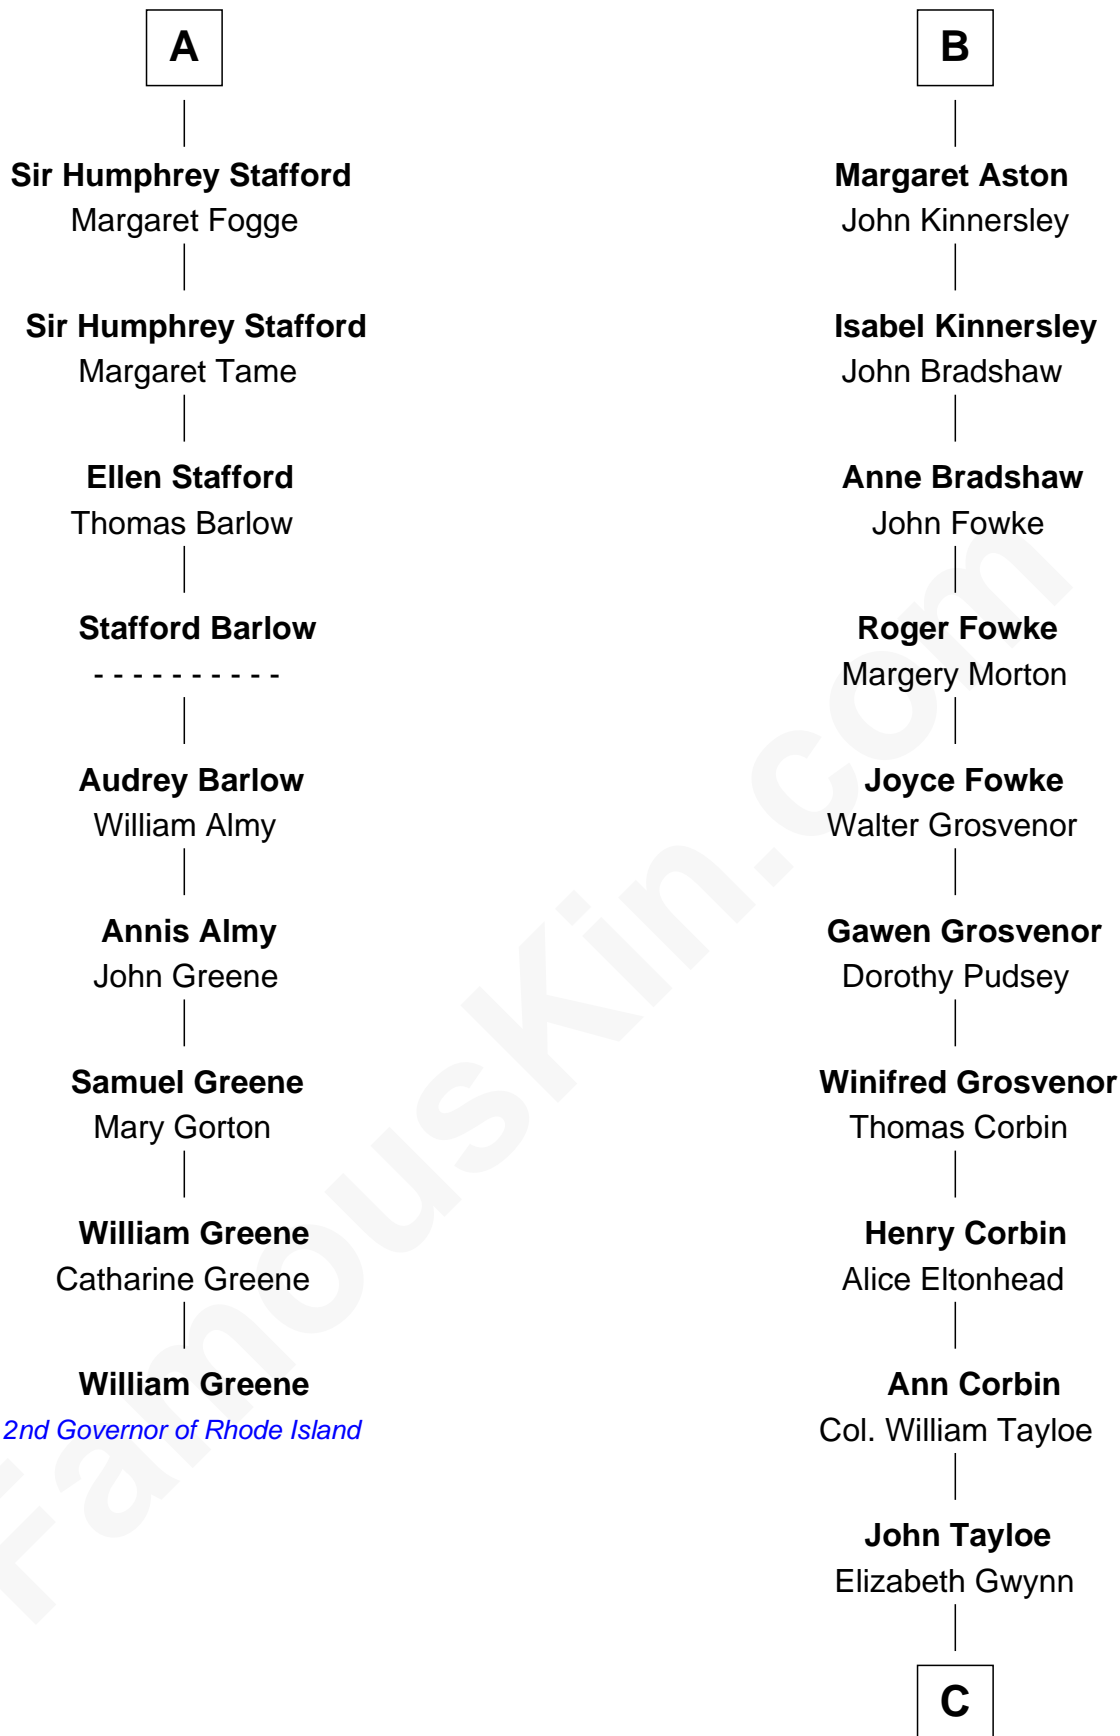 A
Sir Humphrey Stafford
Margaret Fogge
Sir Humphrey Stafford
Margaret Tame
Ellen Stafford
Thomas Barlow
Stafford Barlow
- - - - - - - - - -
Audrey Barlow
William Almy
Annis Almy
John Greene
Samuel Greene
Mary Gorton
William Greene
Catharine Greene
William Greene
2nd Governor of Rhode Island
B
Margaret Aston
John Kinnersley
Isabel Kinnersley
John Bradshaw
Anne Bradshaw
John Fowke
Roger Fowke
Margery Morton
Joyce Fowke
Walter Grosvenor
Gawen Grosvenor
Dorothy Pudsey
Winifred Grosvenor
Thomas Corbin
Henry Corbin
Alice Eltonhead
Ann Corbin
Col. William Tayloe
John Tayloe
Elizabeth Gwynn
C
FamousKin.com